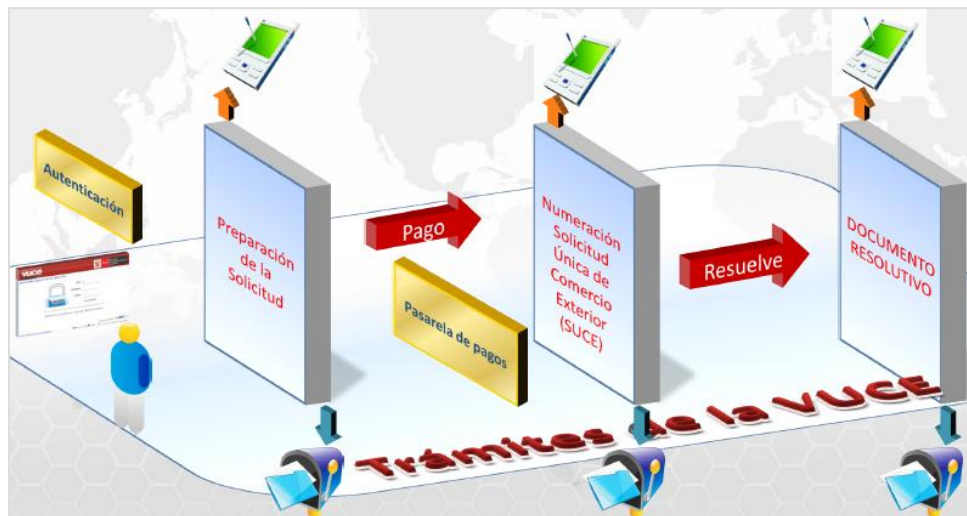 Autenticación
vuce
Preparación
de la
Solicitud
Pago
Pasarela de pagos
Numeración
Solicitud
Única de
Comercio
Exterior
(SUCE)
Resuelve
DOCUMENTO
RESOLUTIVO
Trámites de la VUCE